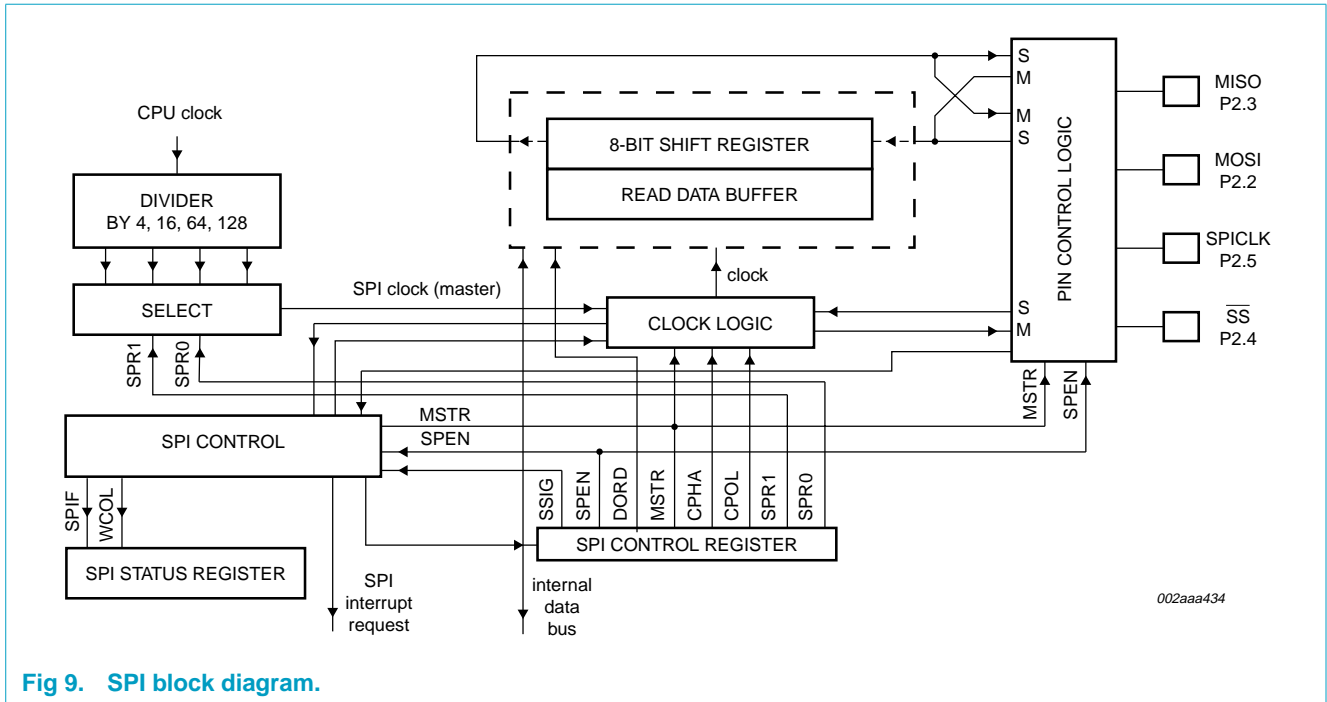 CPU clock
DIVIDER
BY 4, 16, 64, 128
SELECT
SPR1
SPR0
SPI clock (master)
8-BIT SHIFT REGISTER
READ DATA BUFFER
clock
CLOCK LOGIC
S
M
M
S
S
M
PIN CONTROL LOGIC
MISO
P2.3
MOSI
P2.2
SPICLK
P2.5
SS
P2.4
MSTR
SPEN
SPI CONTROL
MSTR
SPEN
SPIF
WCOL
SPI STATUS REGISTER
SPI
interrupt
request
internal
data
bus
SSIG
SPEN
DORD
MSTR
CPHA
CPOL
SPR1
SPR0
SPI CONTROL REGISTER
002aaa434
Fig 9. SPI block diagram.